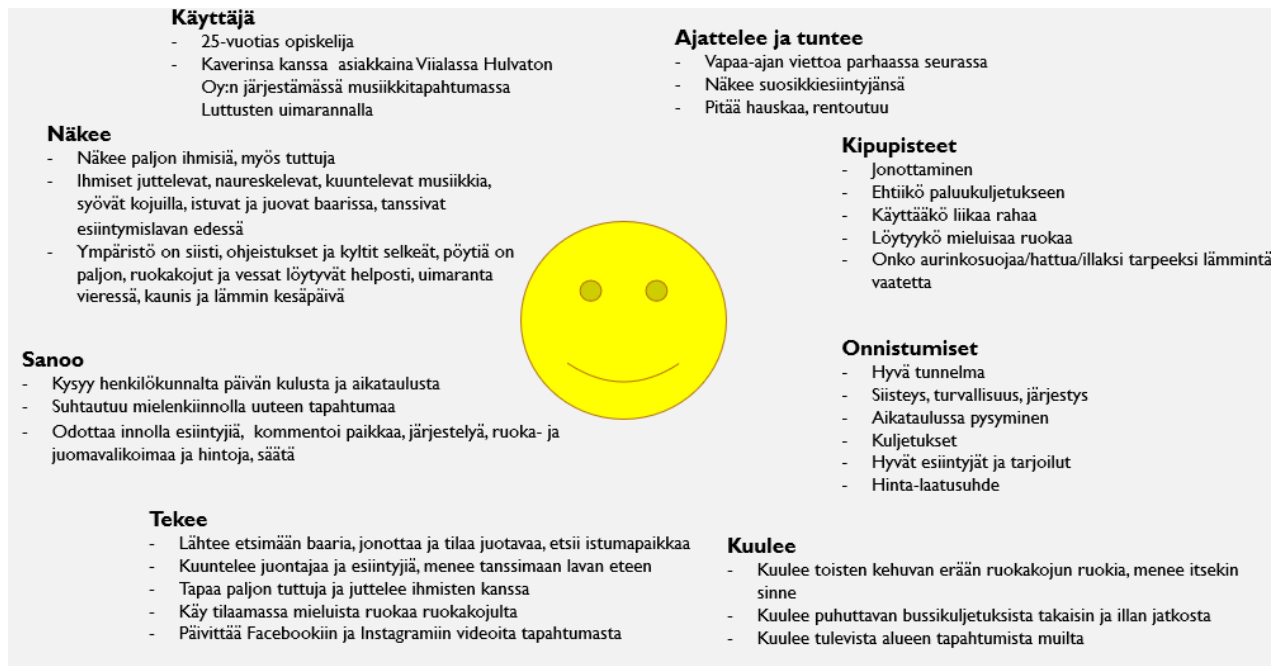 Käyttäjä
- 25-vuotias opiskelija
- Kaverinsa kanssa asiakkaina Viialassa Hulvaton
Oy:n järjestämässä musiikkitapahtumassa
Luttusten uimarannalla
Ajattelee ja tuntee
- Vapaa-ajan viettoa parhaassa seurassa
- Näkee suosikkiesiintyjänsä
- Pitää hauskaa, rentoutuu
Näkee
- Näkee paljon ihmisiä, myös tuttuja
- Ihmiset juttelevat, naureskelevat, kuuntelevat musiikkia,
syövät kojuilla, istuvat ja juovat baarissa, tanssivat
esiintymislavan edessä
- Ympäristö on siisti, ohjeistukset ja kyltit selkeät, pöytiä on
paljon, ruokakojut ja vessat löytyvät helposti, uimaranta
vieressä, kaunis ja lämmin kesäpäivä
Kipupisteet
- Jonottaminen
- Ehtiikö paluukuljetukseen
- Käyttääkö liikaa rahaa
- Löytyykö mieluisaa ruokaa
- Onko aurinkosuojaa/hattua/illaksi tarpeeksi lämmintä
vaatetta
Sanoo
- Kysyy henkilökunnalta päivän kulusta ja aikataulusta
- Suhtautuu mielenkiinnolla uuteen tapahtumaa
- Odottaa innolla esiintyjiä, kommentoi paikkaa, järjestelyä, ruoka- ja
juomavalikoimaa ja hintoja, säätä
Onnistumiset
- Hyvä tunnelma
- Siisteys, turvallisuus, järjestys
- Aikataulussa pysyminen
- Kuljetukset
- Hyvät esiintyjät ja tarjoilut
- Hinta-laatusuhde
Tekee
- Lähtee etsimään baaria, jonottaa ja tilaa juotavaa, etsii istumapaikkaa
- Kuuntelee juontajaa ja esiintyjiä, menee tanssimaan lavan eteen
- Tapaa paljon tuttuja ja juttelee ihmisten kanssa
- Käy tilaamassa mieluista ruokaa ruokakojulta
- Päivittää Facebookiin ja Instagramiin videoita tapahtumasta
Kuulee
- Kuulee toisten kehuvan erään ruokakojun ruokia, menee itsekin
sinne
- Kuulee puhuttavan bussikuljetuksista takaisin ja illan jatkosta
- Kuulee tulevista alueen tapahtumista muilta